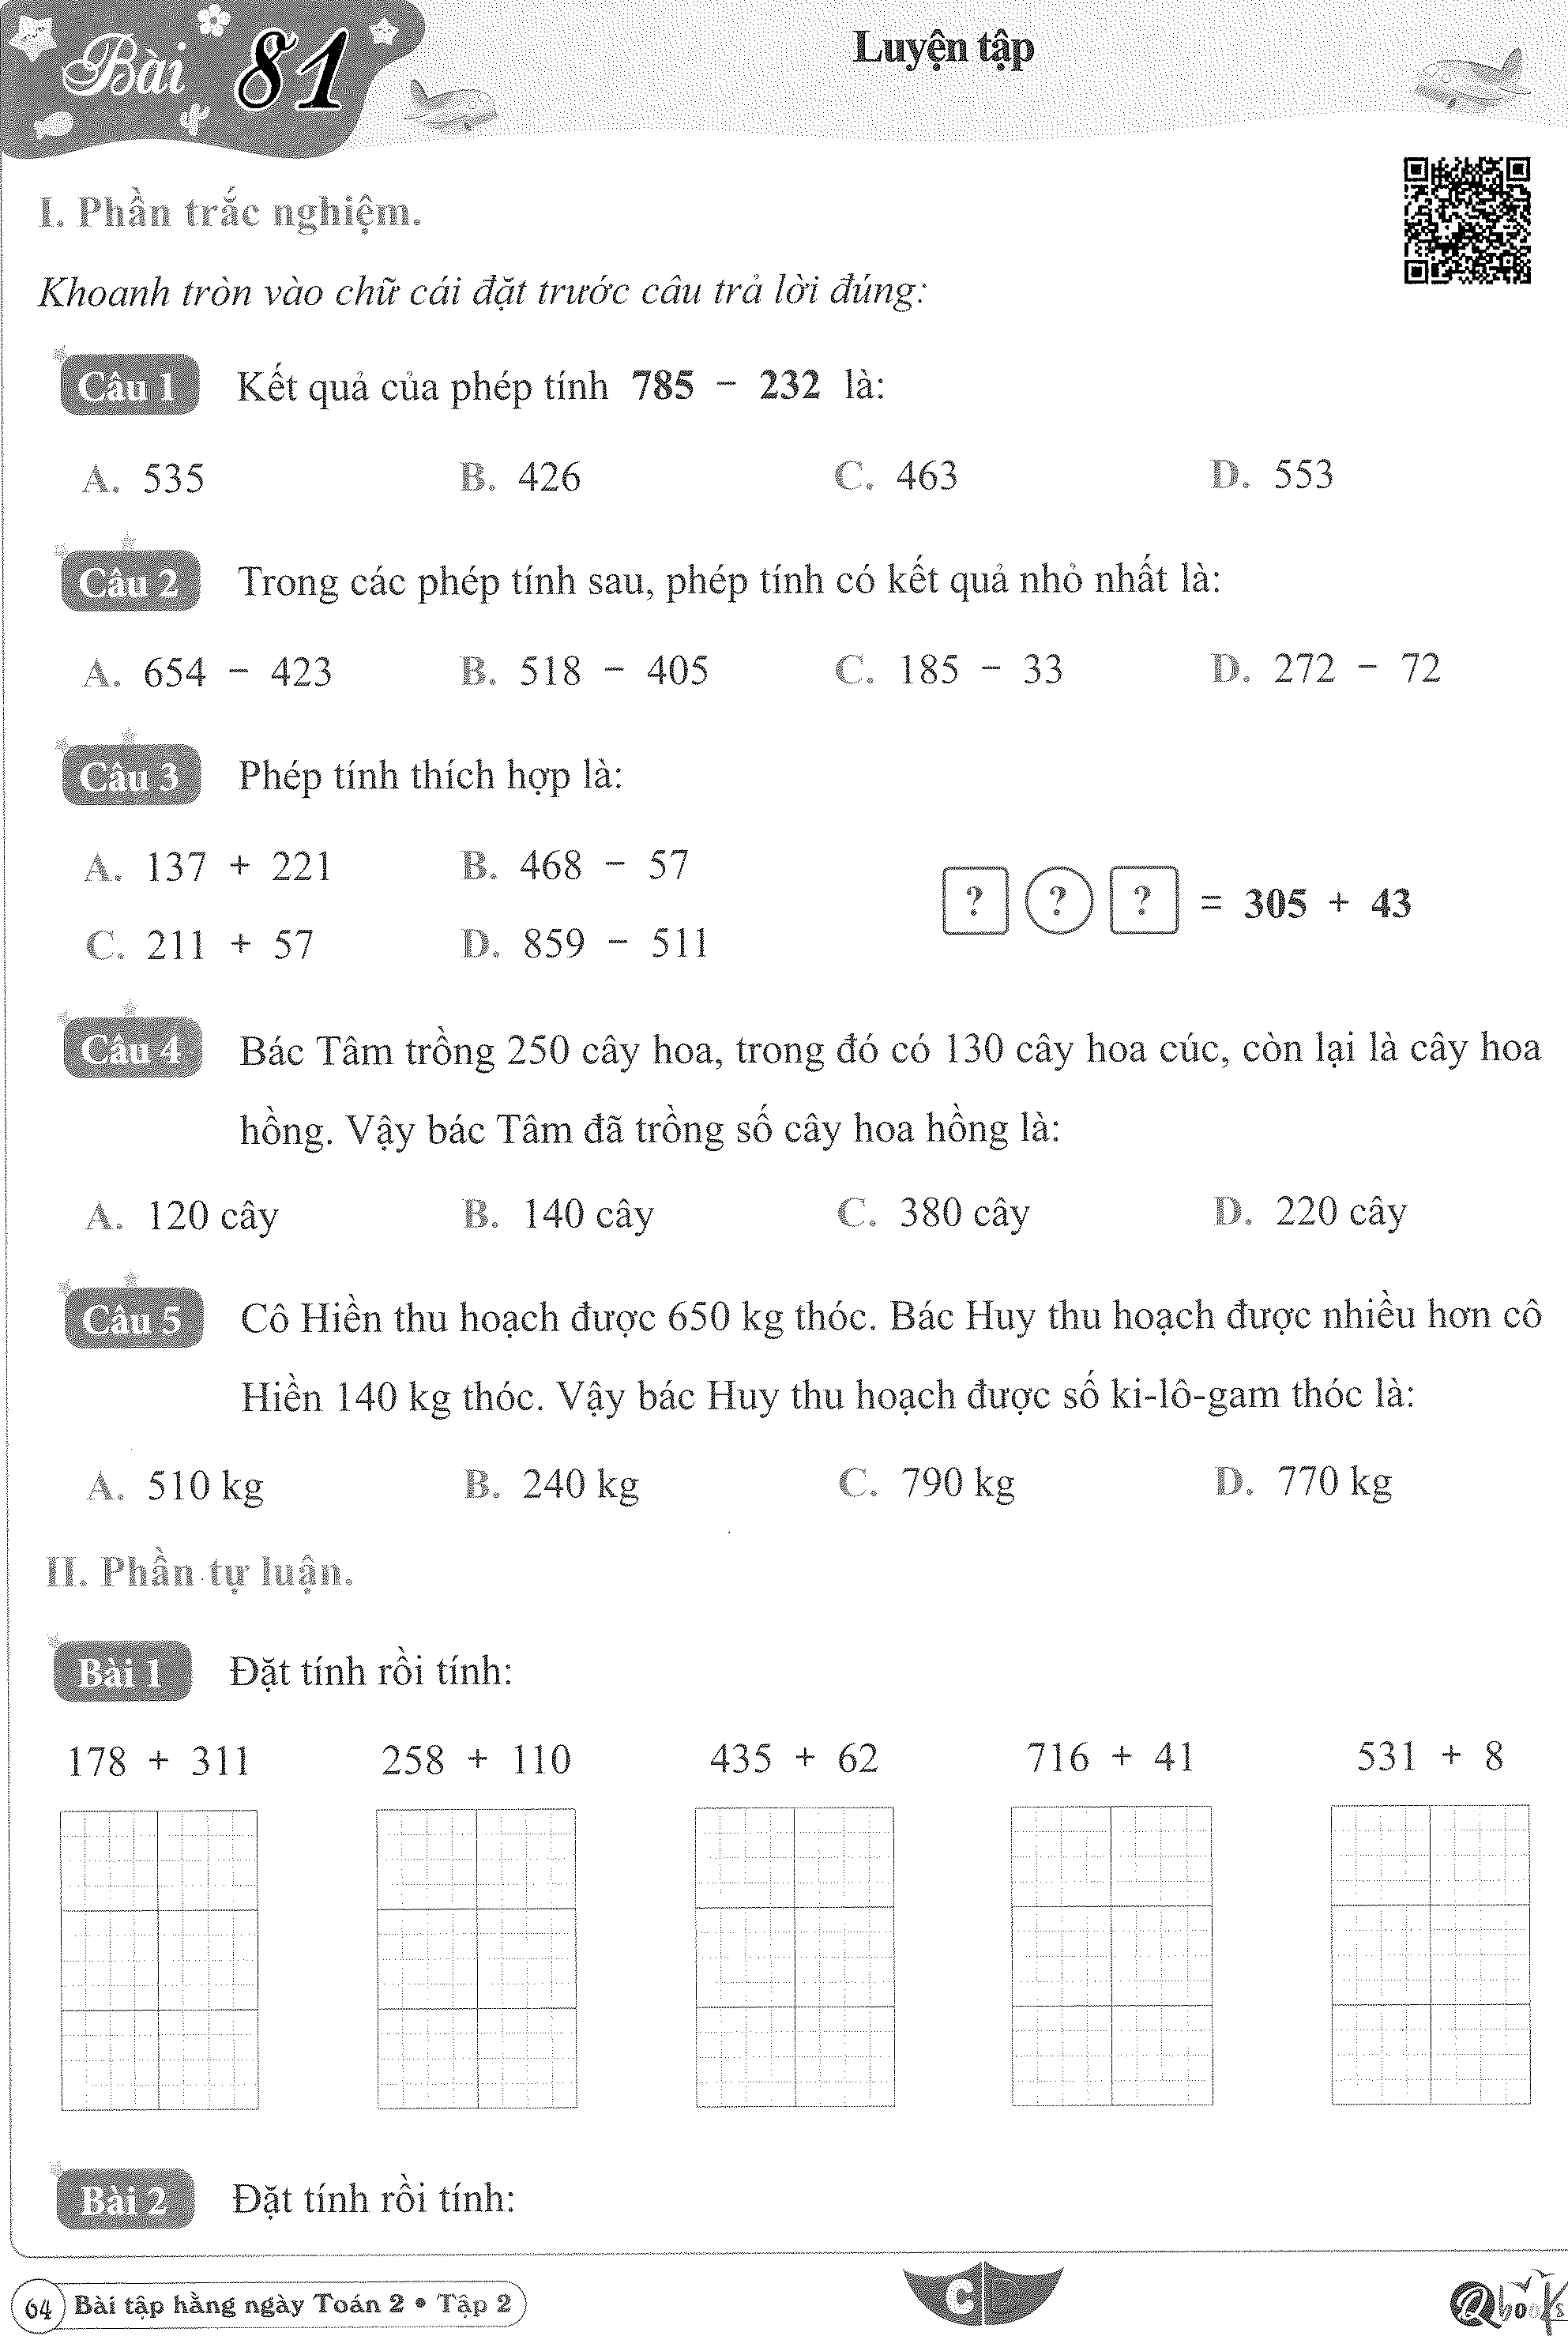 Bài 81
Luyện tập
I. Phần trắc nghiệm.
Khoanh tròn vào chữ cái đặt trước câu trả lời đúng:
Câu 1 Kết quả của phép tính 785 − 232 là:
A. 535 B. 426 C. 463 D. 553
Câu 2 Trong các phép tính sau, phép tính có kết quả nhỏ nhất là:
A. 654 − 423 B. 518 − 405 C. 185 − 33 D. 272 − 72
Câu 3 Phép tính thích hợp là:
A. 137 + 221 B. 468 − 57
? ? ? = 305 + 43
C. 211 + 57 D. 859 − 511
Câu 4 Bác Tâm trồng 250 cây hoa, trong đó có 130 cây hoa cúc, còn lại là cây hoa
hồng. Vậy bác Tâm đã trồng số cây hoa hồng là:
A. 120 cây B. 140 cây C. 380 cây D. 220 cây
Câu 5 Cô Hiền thu hoạch được 650 kg thóc. Bác Huy thu hoạch được nhiều hơn cô
Hiền 140 kg thóc. Vậy bác Huy thu hoạch được số ki-lô-gam thóc là:
A. 510 kg B. 240 kg C. 790 kg D. 770 kg
II. Phần tự luận.
Bài 1 Đặt tính rồi tính:
178 + 311 258 + 110 435 + 62 716 + 41 531 + 8
Bài 2 Đặt tính rồi tính:
64 Bài tập hằng ngày Toán 2 • Tập 2
CD
Qbooks